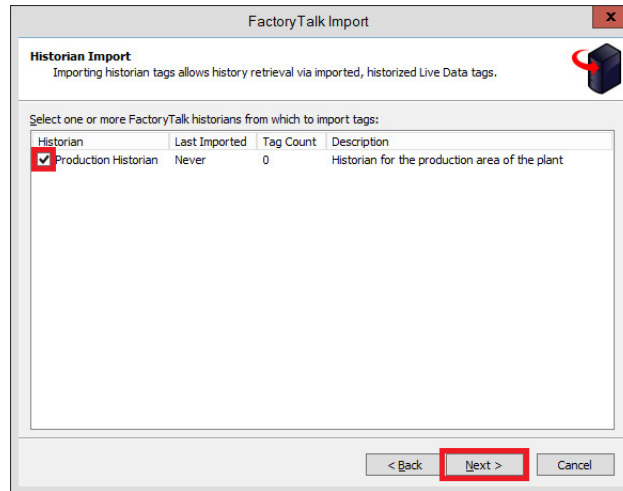 FactoryTalk Import
x
Historian Import
Importing historian tags allows history retrieval via imported, historized Live Data tags.
Select one or more FactoryTalk historians from which to import tags:
Historian Last Imported Tag Count Description
Production Historian Never 0 Historian for the production area of the plant
< Back Next > Cancel